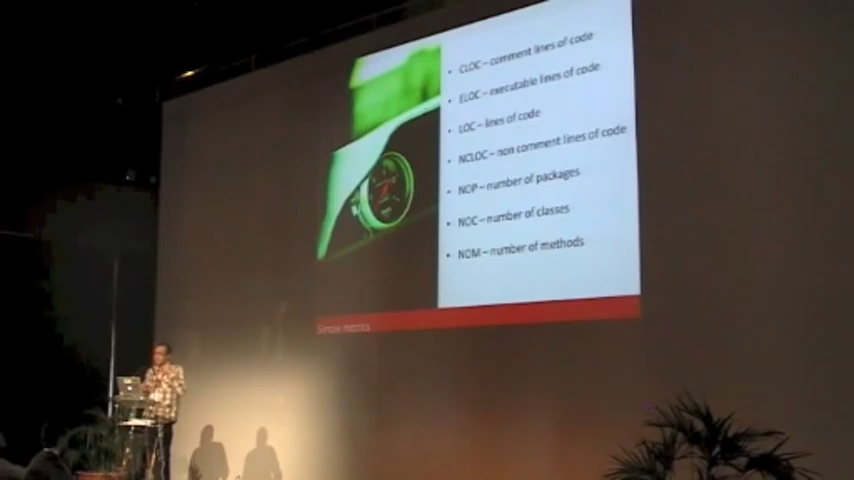 • CLOC – comment lines of code
• ELOC – executable lines of code
• LOC – lines of code
• NCLOC – non comment lines of code
• NOP – number of packages
• NOC – number of classes
• NOM – number of methods
Simple metrics